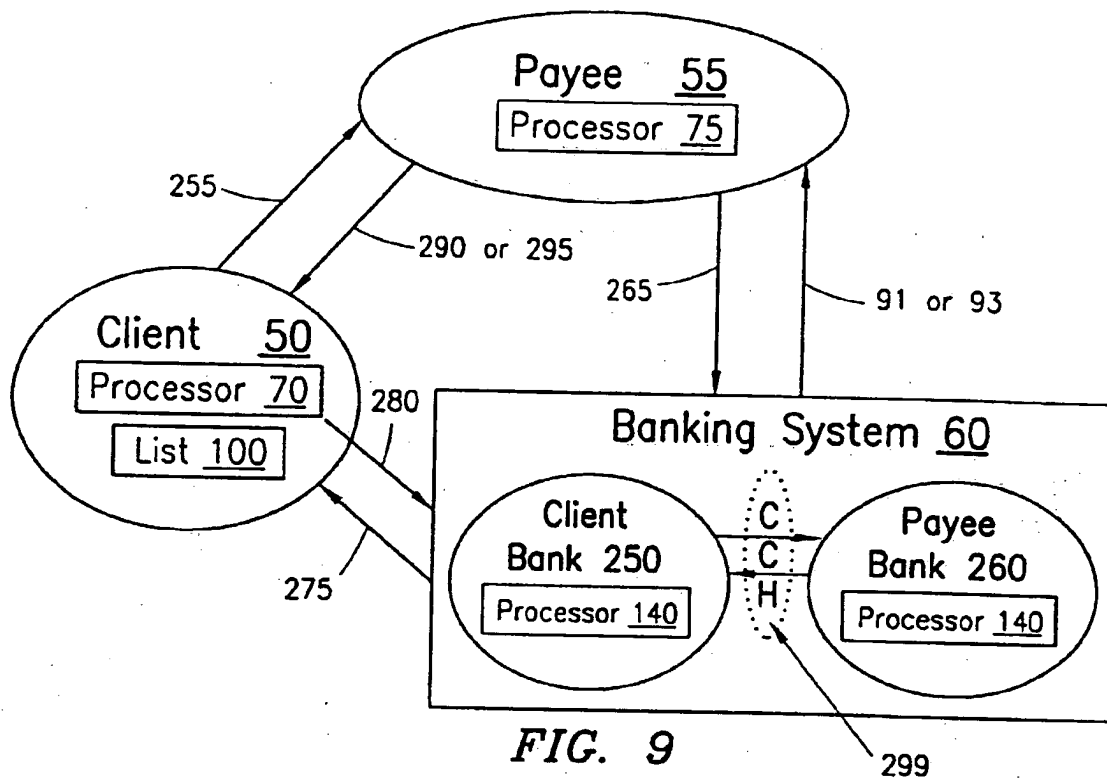 Payee 55
Processor 75
255
290 or 295
265
91 or 93
Client 50
Processor 70
List 100
280
275
Banking System 60
Client
Bank 250
Processor 140
C
C
H
Payee
Bank 260
Processor 140
299
FIG. 9